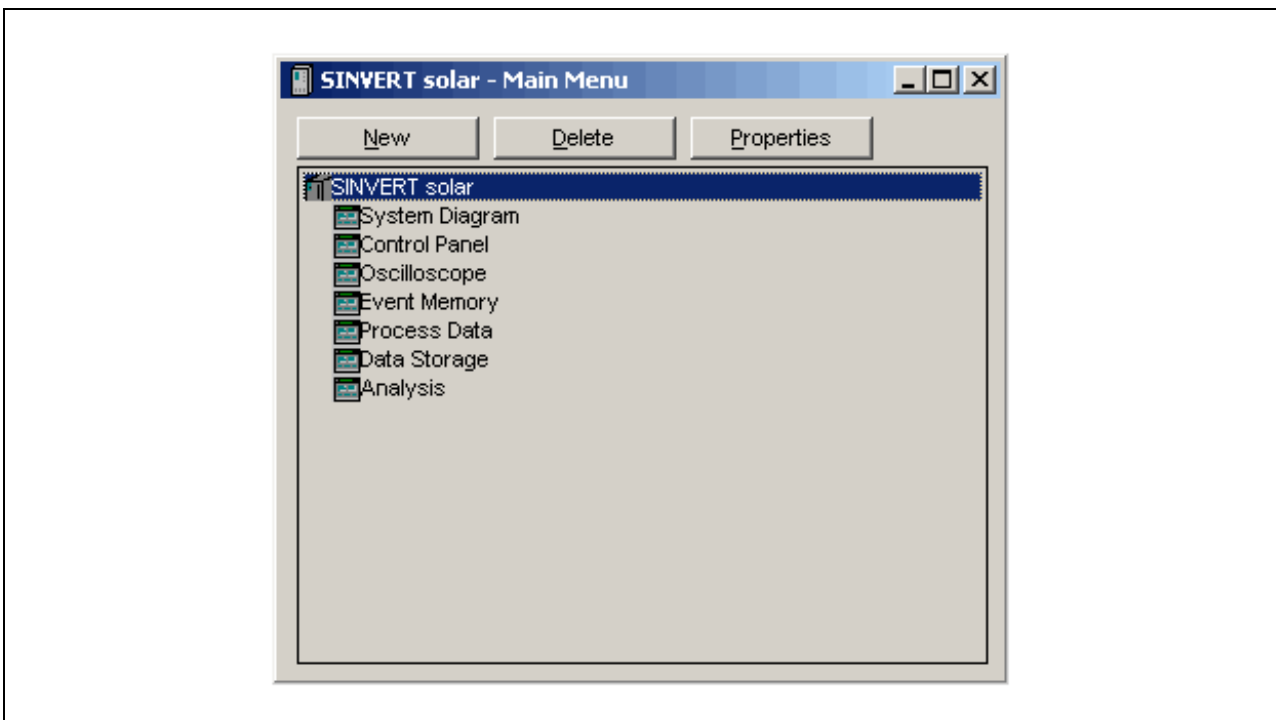 SINVERT solar - Main Menu
New Delete Properties
SINVERT solar
System Diagram
Control Panel
Oscilloscope
Event Memory
Process Data
Data Storage
Analysis